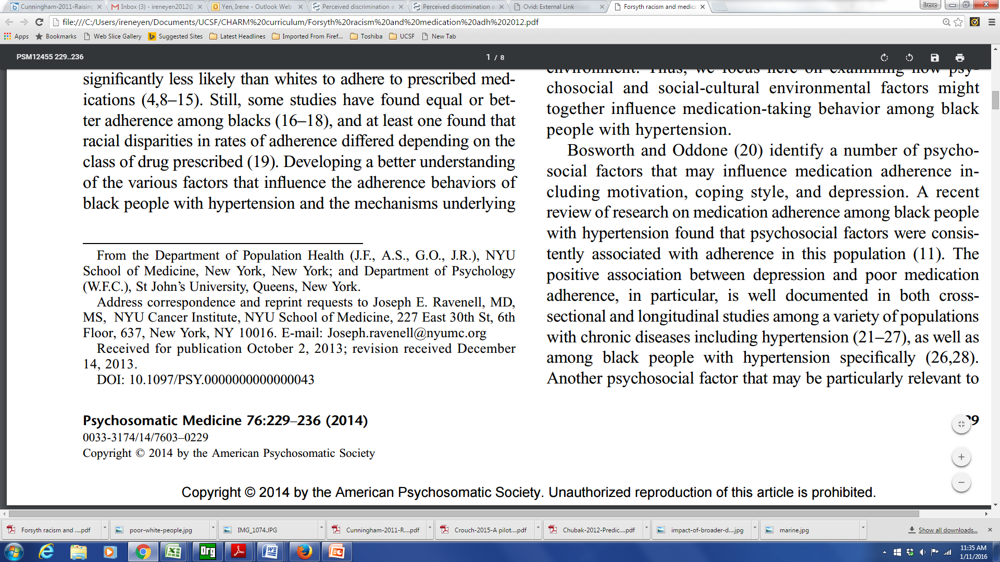 Cunningham-2011-Raising
Inbox (3) - ireneyen2012@
Yen, Irene - Outlook Web
Perceived discrimination a
Perceived discrimination a
Ovid: External Link
Forsyth racism and medica
Irene
file:///C:/Users/ireneyen/Documents/UCSF/CHARM%20curriculum/Forsyth%20racism%20and%20medication%20adh%202012.pdf
Apps Bookmarks Web Slice Gallery Suggested Sites Latest Headlines Imported From Firef... Toshiba UCSF New Tab
PSM12455 229..236
1 / 8
significantly less likely than whites to adhere to prescribed med-
ications (4,8–15). Still, some studies have found equal or bet-
ter adherence among blacks (16–18), and at least one found that
racial disparities in rates of adherence differed depending on the
class of drug prescribed (19). Developing a better understanding
of the various factors that influence the adherence behaviors of
black people with hypertension and the mechanisms underlying
From the Department of Population Health (J.F., A.S., G.O., J.R.), NYU
School of Medicine, New York, New York; and Department of Psychology
(W.F.C.), St John’s University, Queens, New York.
Address correspondence and reprint requests to Joseph E. Ravenell, MD,
MS, NYU Cancer Institute, NYU School of Medicine, 227 East 30th St, 6th
Floor, 637, New York, NY 10016. E-mail: Joseph.ravenell@nyumc.org
Received for publication October 2, 2013; revision received December
14, 2013.
DOI: 10.1097/PSY.0000000000000043
environment. Thus, we focus here on examining how psy-
chosocial and social-cultural environmental factors might
together influence medication-taking behavior among black
people with hypertension.
Bosworth and Oddone (20) identify a number of psycho-
social factors that may influence medication adherence in-
cluding motivation, coping style, and depression. A recent
review of research on medication adherence among black people
with hypertension found that psychosocial factors were consis-
tently associated with adherence in this population (11). The
positive association between depression and poor medication
adherence, in particular, is well documented in both cross-
sectional and longitudinal studies among a variety of populations
with chronic diseases including hypertension (21–27), as well as
among black people with hypertension specifically (26,28).
Another psychosocial factor that may be particularly relevant to
Psychosomatic Medicine 76:229–236 (2014)
0033-3174/14/7603–0229
Copyright © 2014 by the American Psychosomatic Society
9
Copyright © 2014 by the American Psychosomatic Society. Unauthorized reproduction of this article is prohibited.
Forsyth racism and ....pdf
poor-white-people.jpg
IMG_1074.JPG
Cunningham-2011-R....pdf
Crouch-2015-A pilot....pdf
Chubak-2012-Predic....pdf
impact-of-broader-d....jpg
marine.jpg
Show all downloads...
Org
11:35 AM
1/11/2016